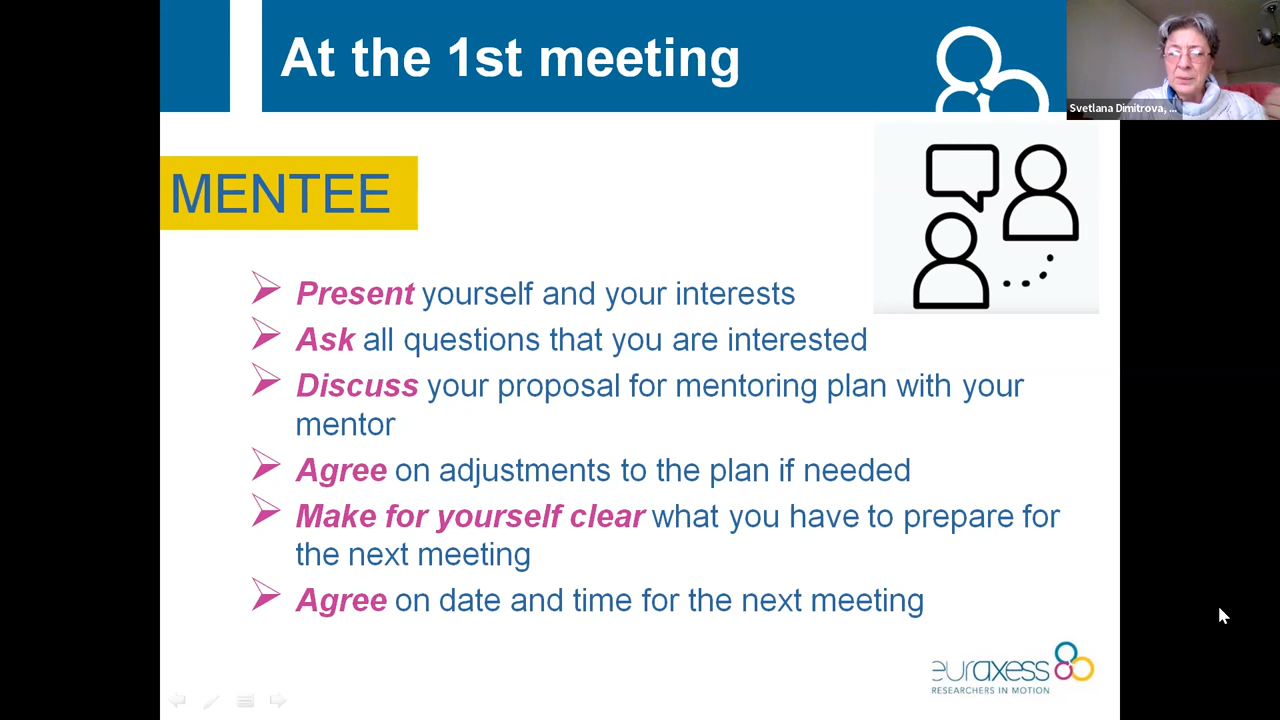 At the 1st meeting
Svetlana Dimitrova, ...
MENTEE
Present yourself and your interests
Ask all questions that you are interested
Discuss your proposal for mentoring plan with your
mentor
Agree on adjustments to the plan if needed
Make for yourself clear what you have to prepare for
the next meeting
Agree on date and time for the next meeting
euraxess
RESEARCHERS IN MOTION